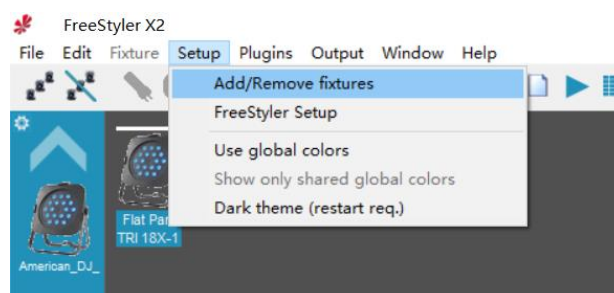 FreeStyler X2
File Edit Fixture Setup Plugins Output Window Help
Add/Remove fixtures
FreeStyler Setup
Use global colors
Show only shared global colors
Dark theme (restart req.)
Flat Par
TRI 18X-1
American_DJ_